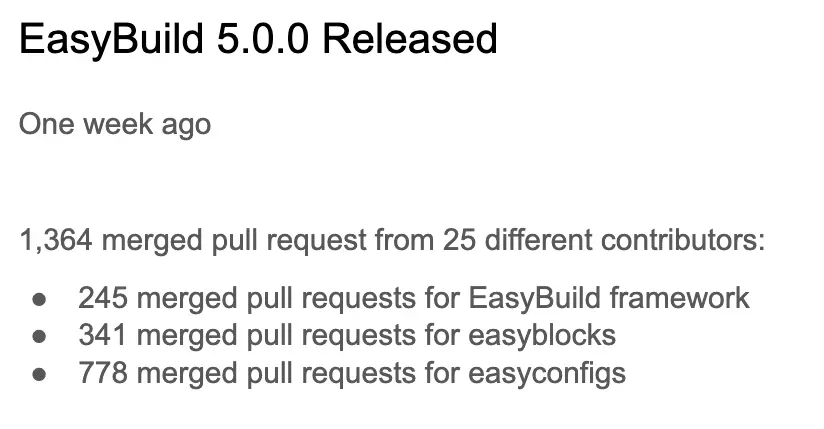 EasyBuild 5.0.0 Released
One week ago
1,364 merged pull request from 25 different contributors:
● 245 merged pull requests for EasyBuild framework
● 341 merged pull requests for easyblocks
● 778 merged pull requests for easyconfigs